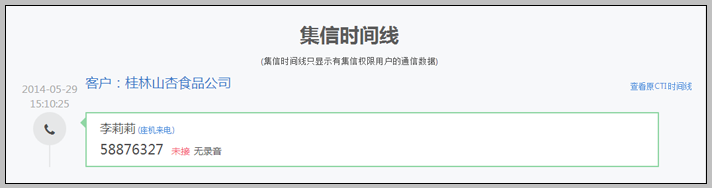 集信时间线
(集信时间线只显示有集信权限用户的通信数据)
2014-05-29
15:10:25
客户：桂林山杏食品公司
查看原CTI时间线
李莉莉 (座机来电)
58876327 未接 无录音